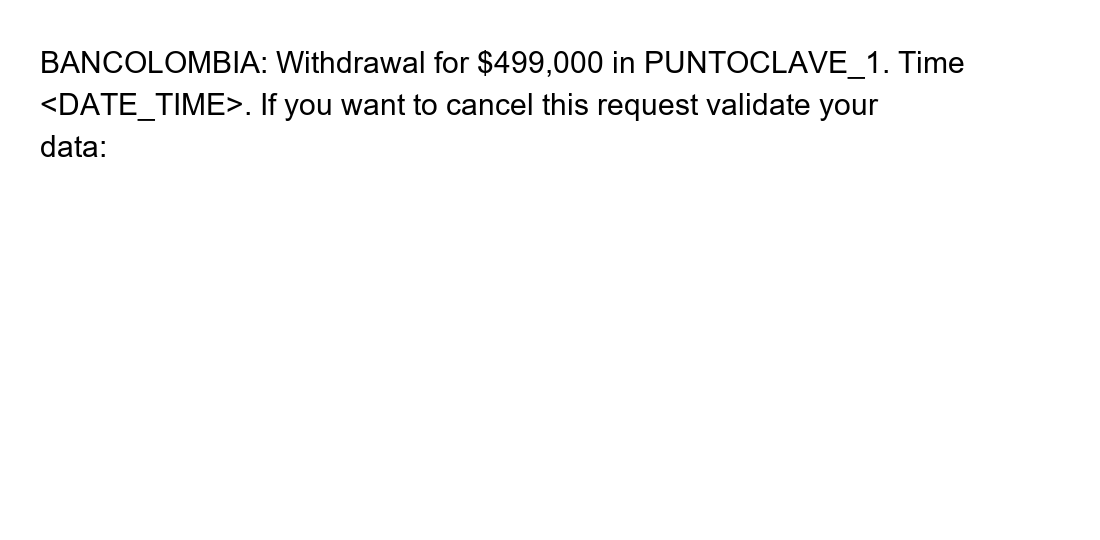 BANCOLOMBIA: Withdrawal for $499,000 in PUNTOCLAVE_1. Time
<DATE_TIME>. If you want to cancel this request validate your
data: